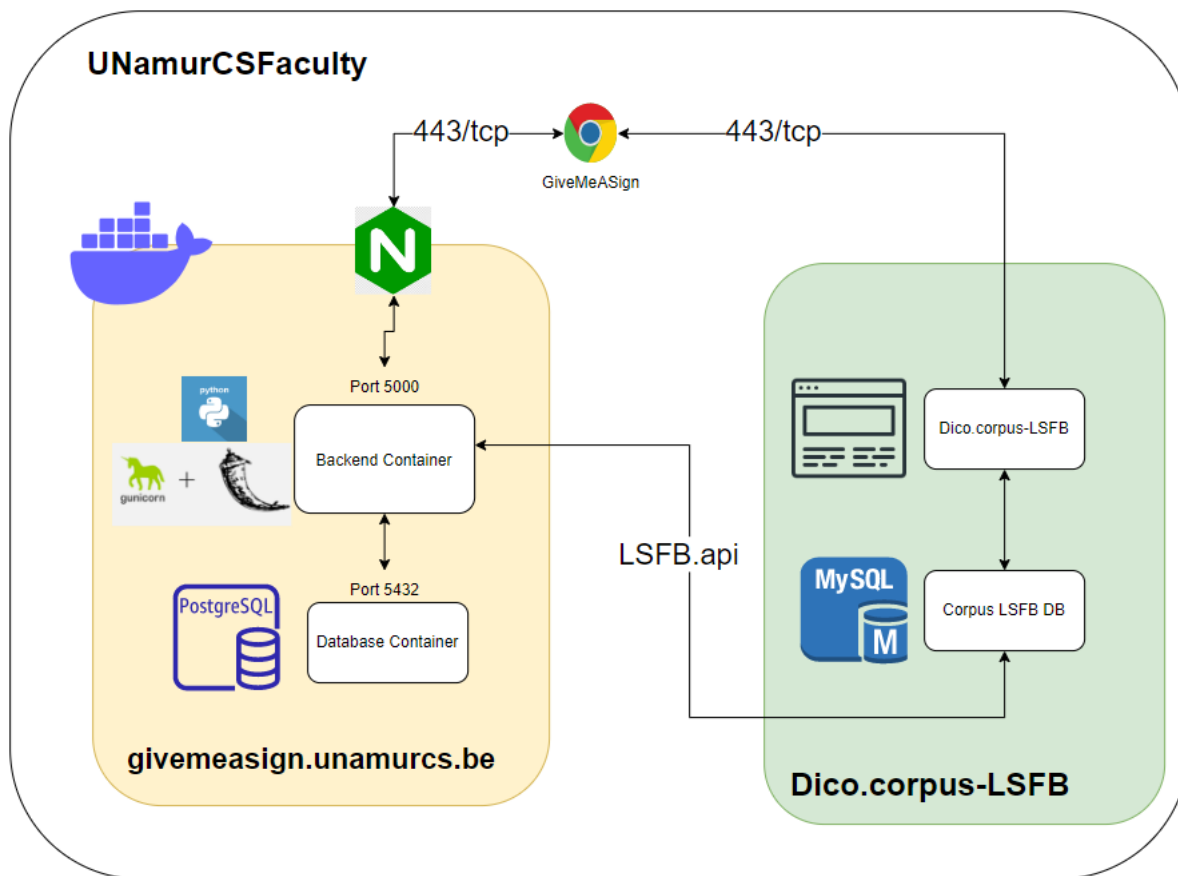 UNamurCSFaculty
443/tcp
443/tcp
GiveMeASign
N
Port 5000
python
Backend Container
gunicorn
+
Dico.corpus-LSFB
LSFB.api
Port 5432
PostgreSQL
Database Container
MySQL
M
Corpus LSFB DB
givemeasign.unamurcs.be
Dico.corpus-LSFB